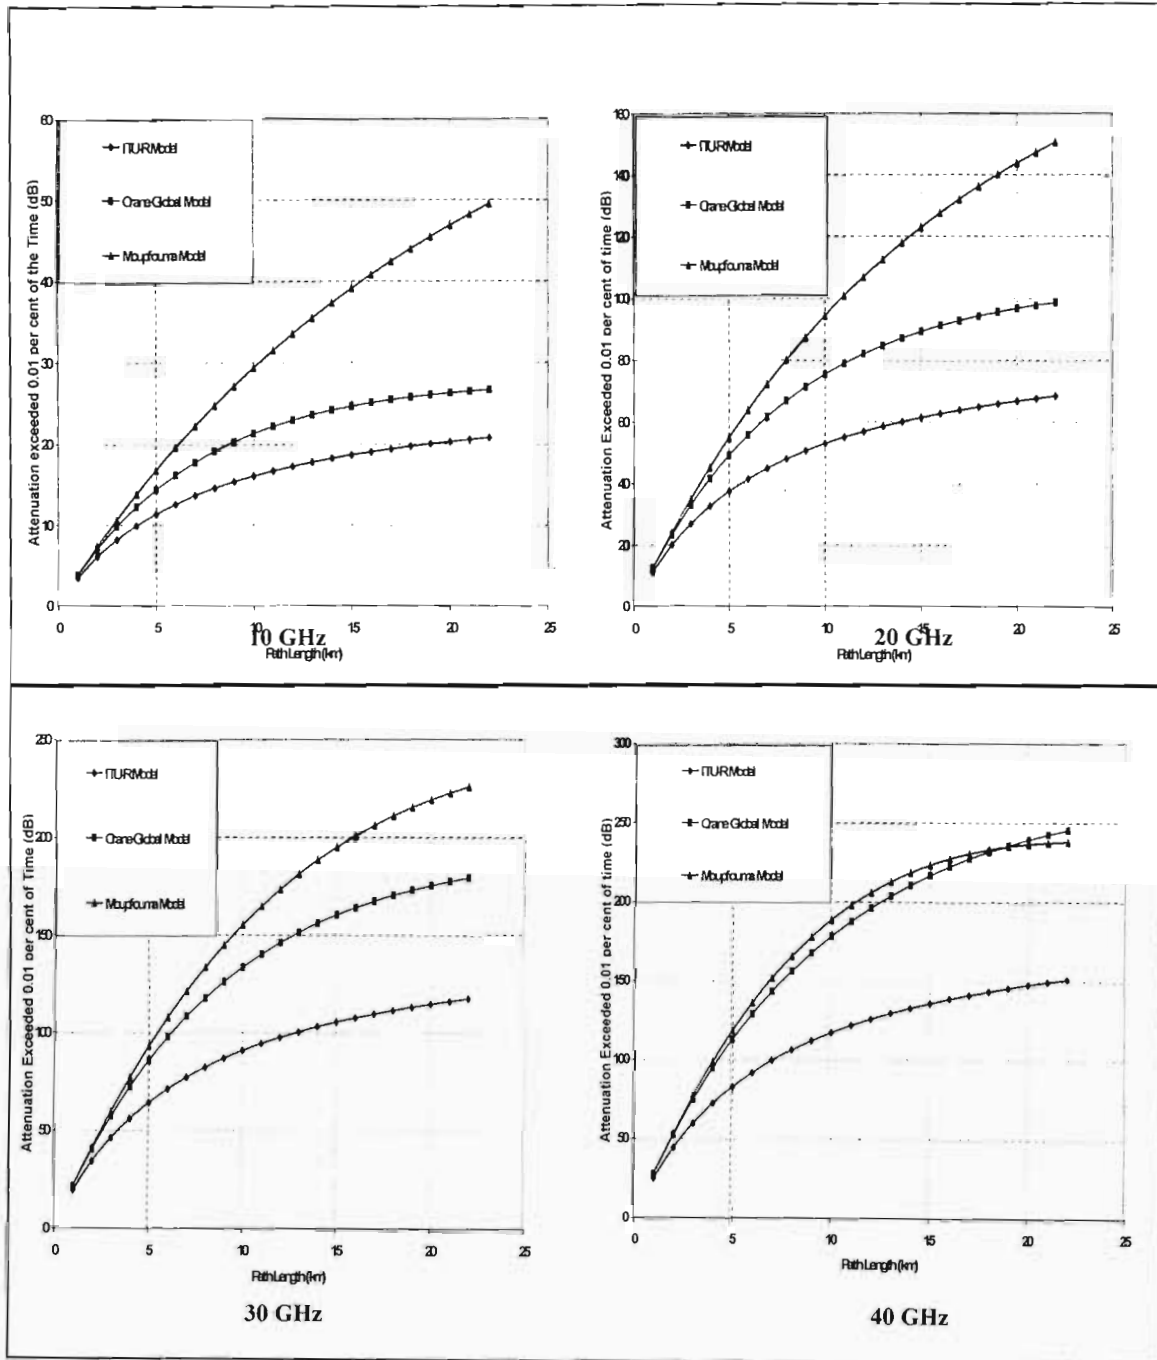 60
50
40
30
20
10
0
Attenuation exceeded 0.01 per cent of the Time (dB)
ITU-R Model
Crane Global Model
Moupfouma Model
0 5 10 15 20 25
10 GHz
Path Length (km)
160
140
120
100
80
60
40
20
0
Attenuation Exceeded 0.01 per cent of time (dB)
ITU-R Model
Crane Global Model
Moupfouma Model
0 5 10 15 20 25
20 GHz
Path Length (km)
250
200
150
100
50
0
Attenuation Exceeded 0.01 per cent of Time (dB)
ITU-R Model
Crane Global Model
Moupfouma Model
0 5 10 15 20 25
Path Length (km)
30 GHz
300
250
200
150
100
50
0
Attenuation Exceeded 0.01 per cent of time (dB)
ITU-R Model
Crane Global Model
Moupfouma Model
0 5 10 15 20 25
Path Length (km)
40 GHz